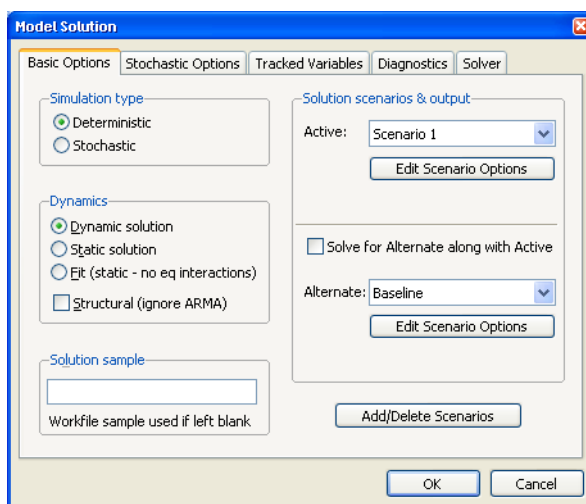 Model Solution
Basic Options
Stochastic Options
Tracked Variables
Diagnostics
Solver
Simulation type
Deterministic
Stochastic
Dynamics
Dynamic solution
Static solution
Fit (static - no eq interactions)
Structural (ignore ARMA)
Solution sample
Workfile sample used if left blank
Solution scenarios & output
Active: Scenario 1
Edit Scenario Options
Solve for Alternate along with Active
Alternate: Baseline
Edit Scenario Options
Add/Delete Scenarios
OK
Cancel